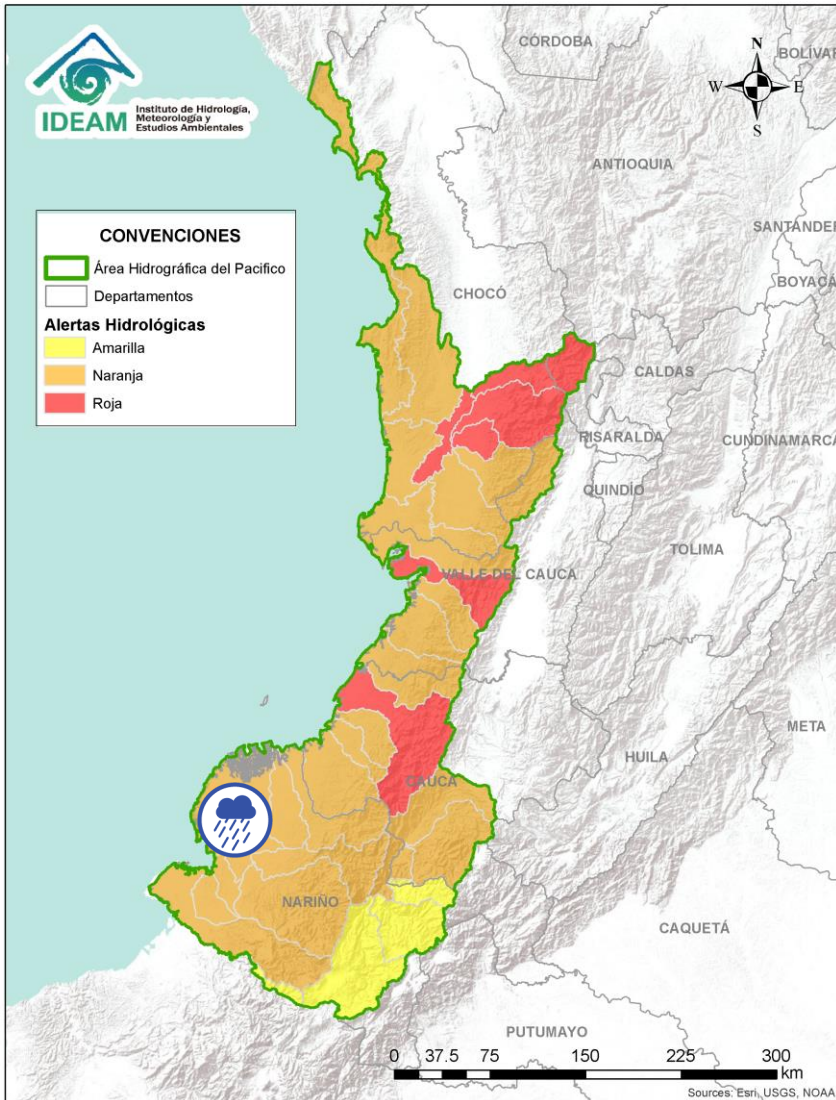 IDEAM
Instituto de Hidrología,
Meteorología y
Estudios Ambientales
CONVENCIONES
Área Hidrográfica del Pacifico
Departamentos
Alertas Hidrológicas
Amarilla
Naranja
Roja
N
W
E
S
CÓRDOBA
BOLÍVAR
ANTIOQUIA
SANTANDER
BOYACÁ
CHOCÓ
CALDAS
RISARALDA
CUNDINAMARCA
QUINDÍO
TOLIMA
VALLE DEL CAUCA
META
HUILA
CAUCA
NARIÑO
CAQUETÁ
PUTUMAYO
0 37.5 75 150 225 300
km
Sources: Esri, USGS, NOAA